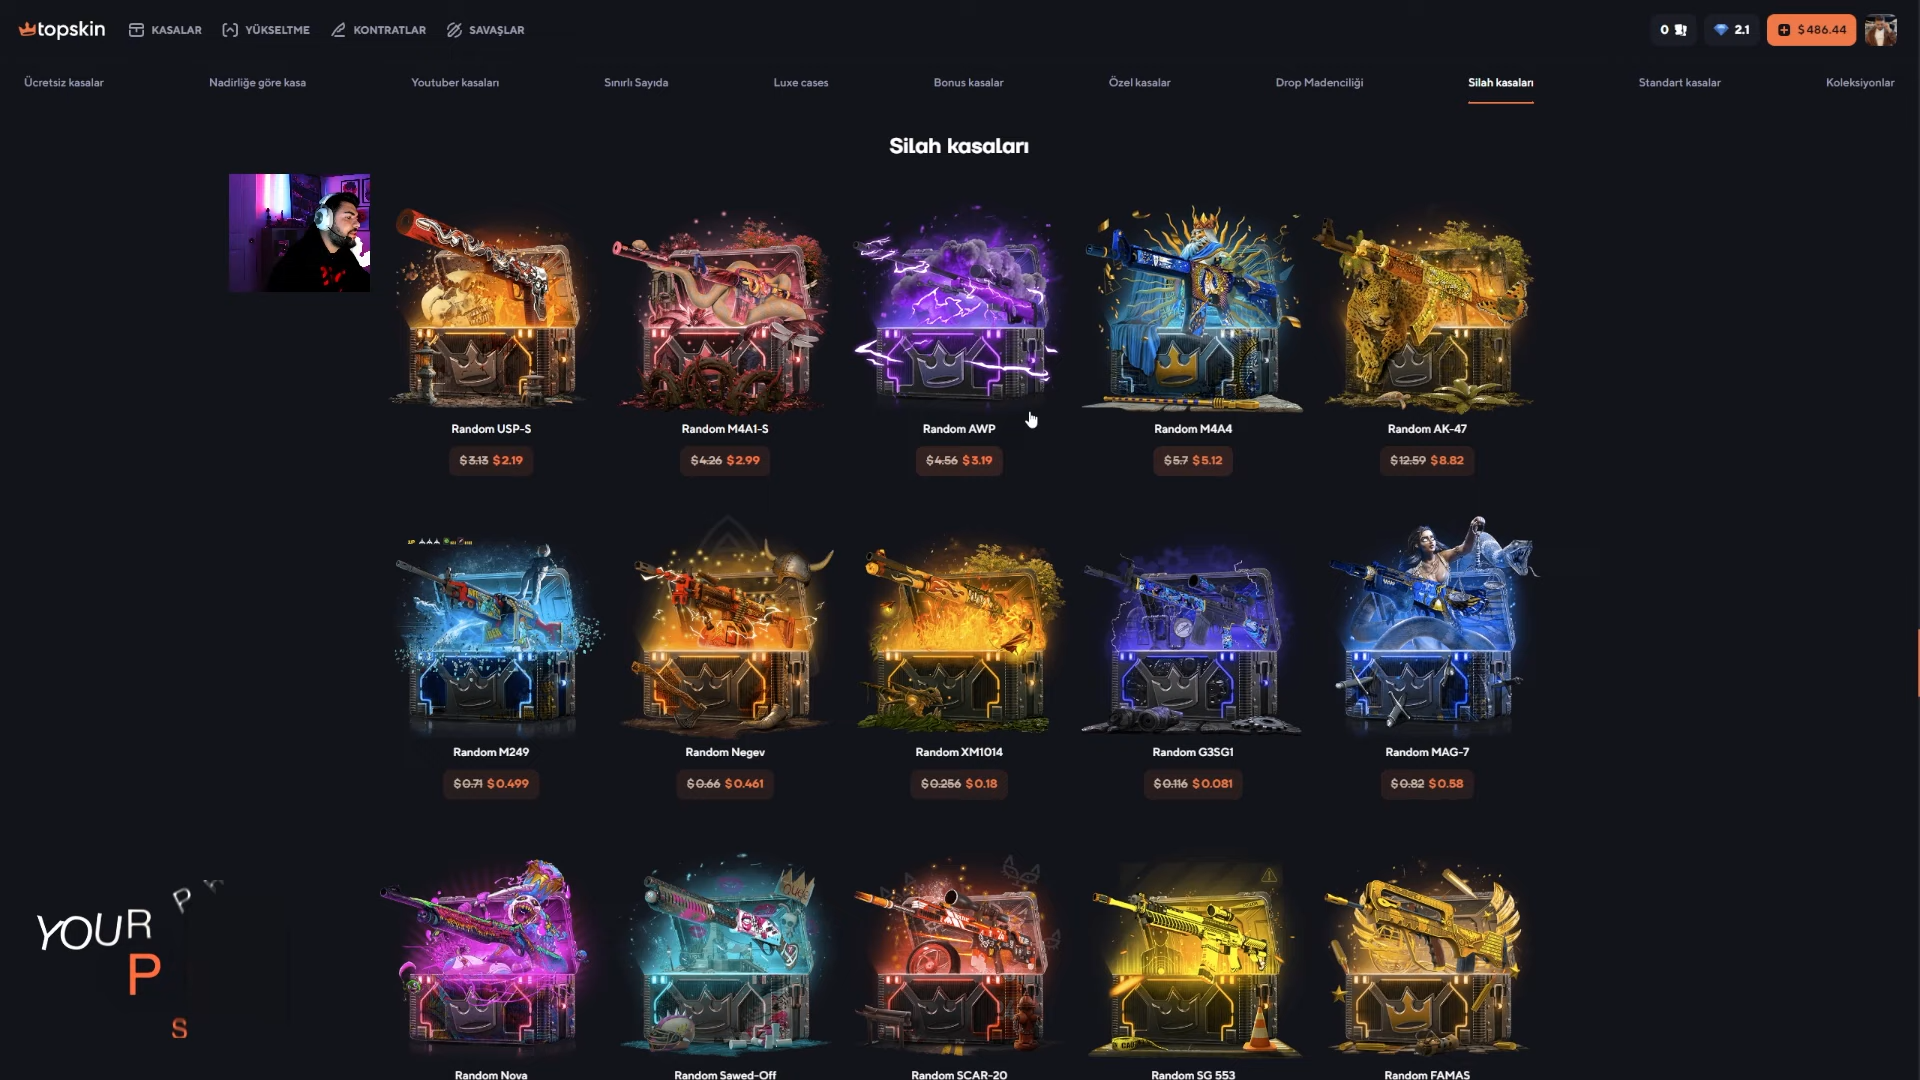 topskin
KASALAR
YÜKSELTME
KONTRATLAR
SAVAŞLAR
0
2.1
$ 486.44
Ücretsiz kasalar
Nadirliğe göre kasa
Youtuber kasaları
Sınırlı Sayıda
Luxe cases
Bonus kasalar
Özel kasalar
Drop Madenciliği
Silah kasaları
Standart kasalar
Koleksiyonlar
Silah kasaları
Random USP-S
Random M4A1-S
Random AWP
Random M4A4
Random AK-47
$ 3.13 $ 2.19
$ 4.26 $ 2.99
$ 4.56 $ 3.19
$ 5.7 $ 5.12
$ 12.59 $ 8.82
Random M249
Random Negev
Random XM1014
Random G3SG1
Random MAG-7
$ 0.71 $ 0.499
$ 0.66 $ 0.461
$ 0.256 $ 0.18
$ 0.116 $ 0.081
$ 0.82 $ 0.58
YOUR
P
P
S
Random Nova
Random Sawed-Off
Random SCAR-20
Random SG 553
Random FAMAS